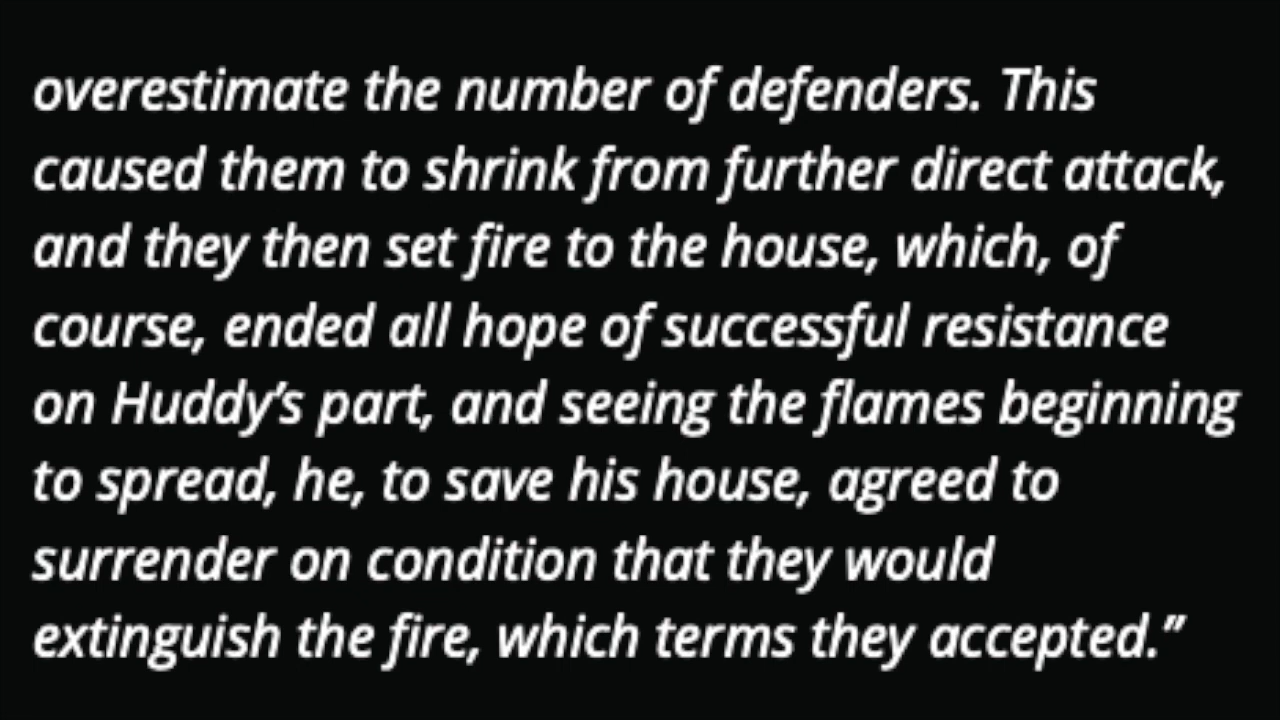 overestimate the number of defenders. This
caused them to shrink from further direct attack,
and they then set fire to the house, which, of
course, ended all hope of successful resistance
on Huddy’s part, and seeing the flames beginning
to spread, he, to save his house, agreed to
surrender on condition that they would
extinguish the fire, which terms they accepted.”